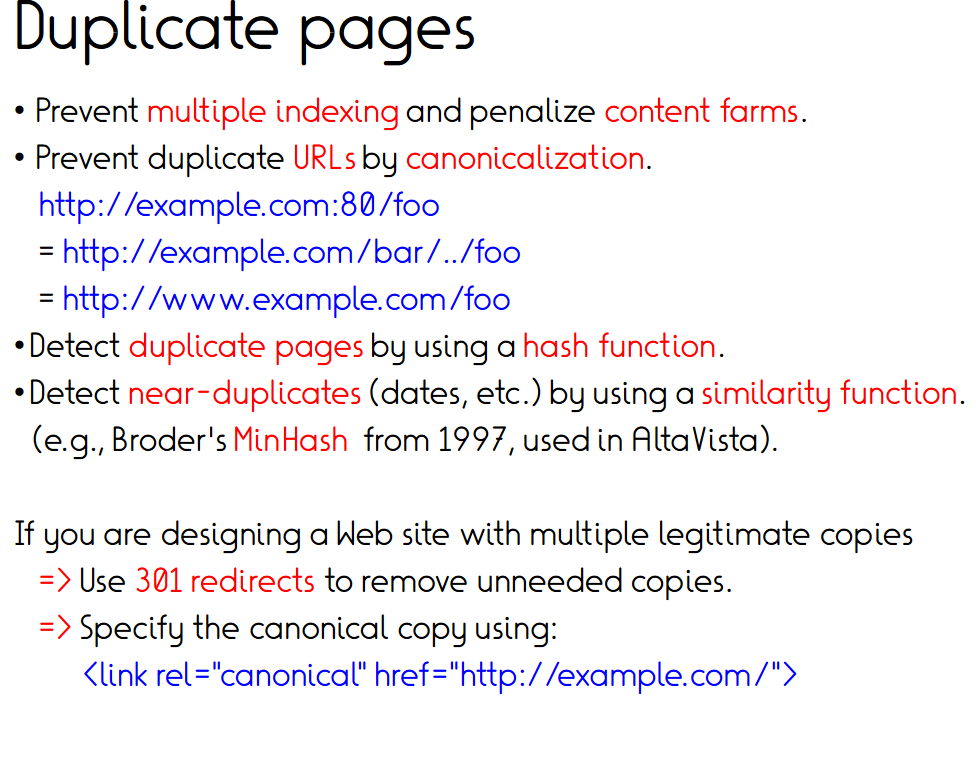 Duplicate pages
• Prevent multiple indexing and penalize content farms.
• Prevent duplicate URLs by canonicalization.
http://example.com:80/foo
= http://example.com/bar/../foo
= http://www.example.com/foo
• Detect duplicate pages by using a hash function.
• Detect near-duplicates (dates, etc.) by using a similarity function.
(e.g., Broder's MinHash from 1997, used in AltaVista).
If you are designing a Web site with multiple legitimate copies
=> Use 301 redirects to remove unneeded copies.
=> Specify the canonical copy using:
<link rel="canonical" href="http://example.com/">